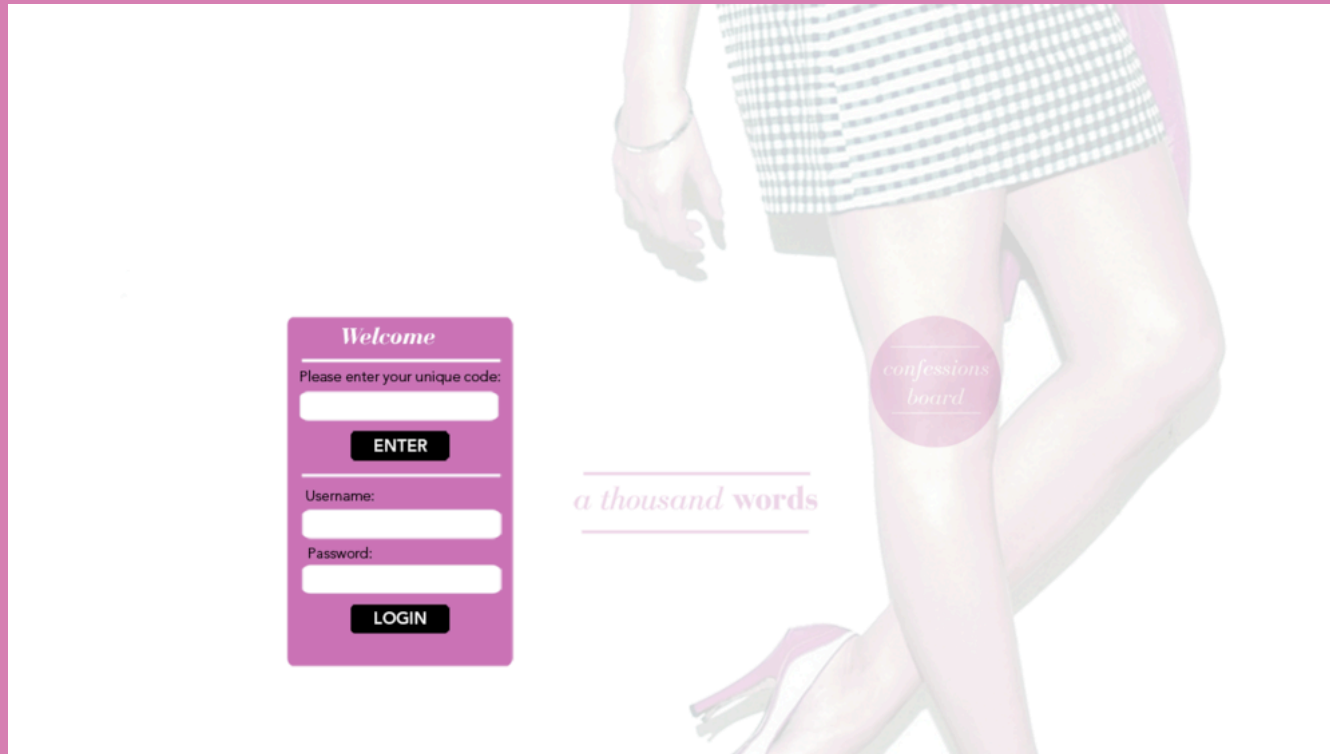 Welcome
Please enter your unique code:
ENTER
Username:
Password:
LOGIN
a thousand words
confessions
board